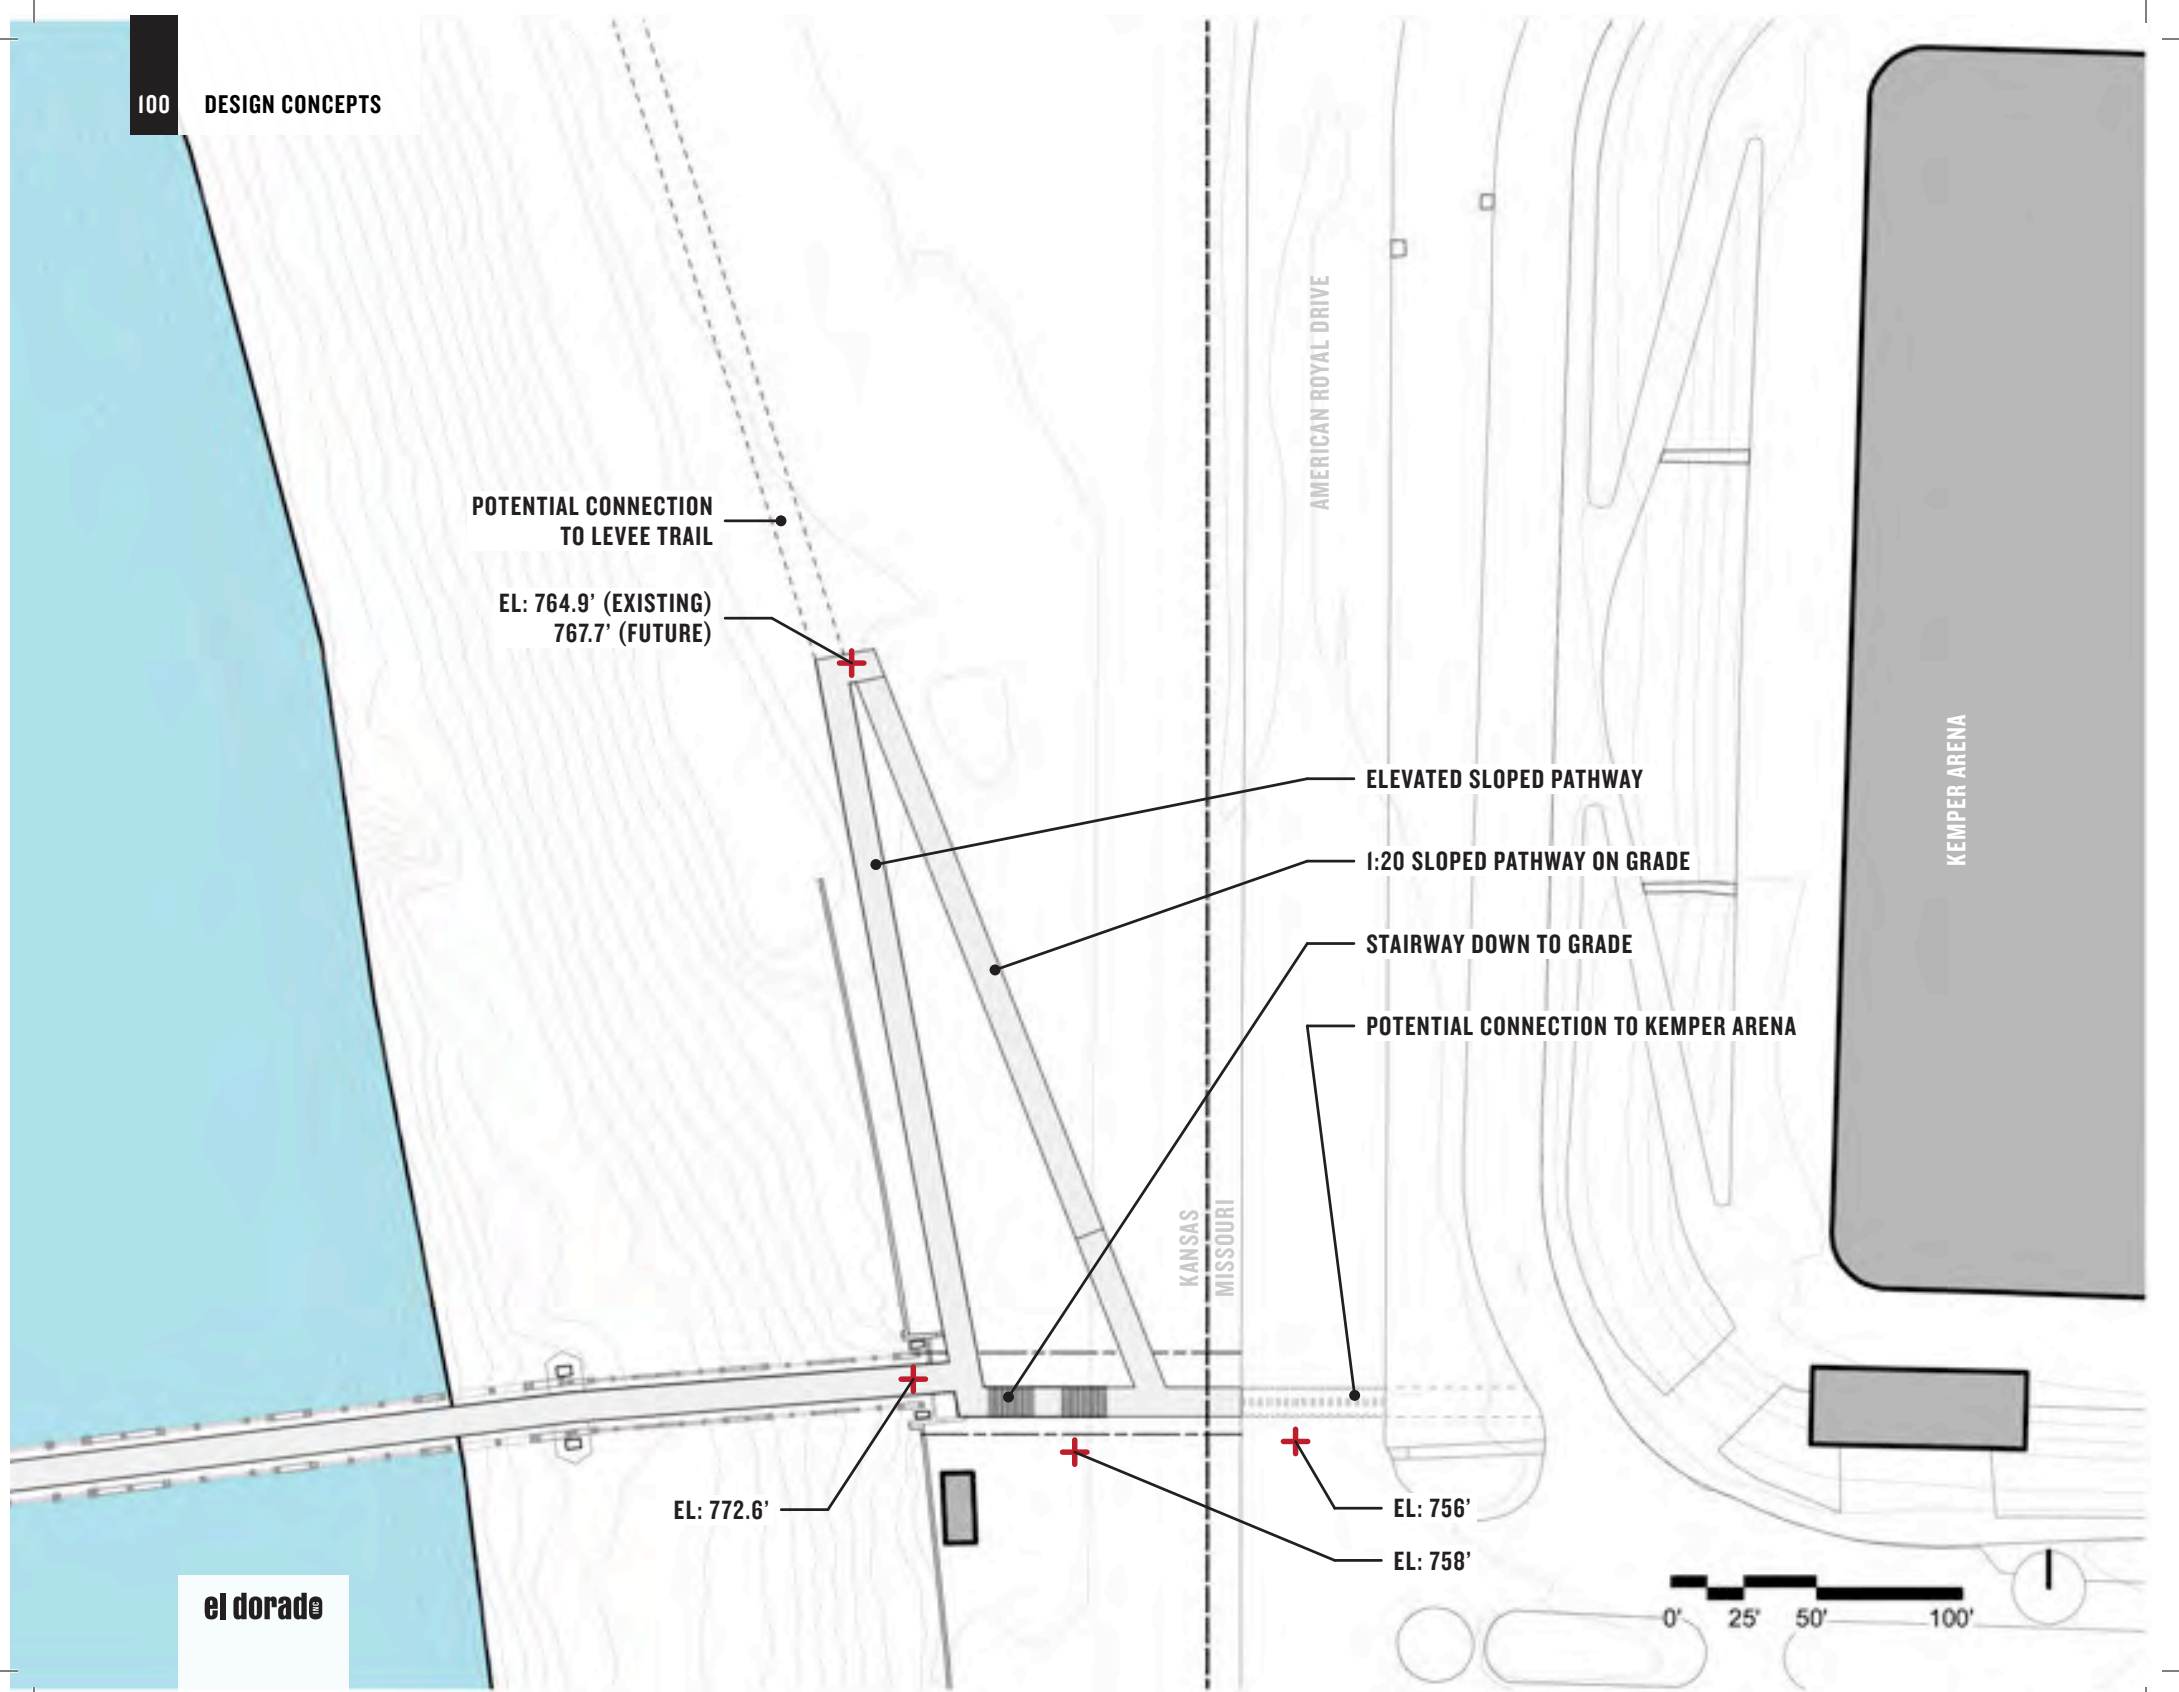 100 DESIGN CONCEPTS
AMERICAN ROYAL DRIVE
POTENTIAL CONNECTION
TO LEVEE TRAIL
EL: 764.9’ (EXISTING)
767.7’ (FUTURE)
ELEVATED SLOPED PATHWAY
KEMPER ARENA
1:20 SLOPED PATHWAY ON GRADE
STAIRWAY DOWN TO GRADE
POTENTIAL CONNECTION TO KEMPER ARENA
KANSAS
MISSOURI
EL: 772.6’
EL: 756’
EL: 758’
0' 25' 50' 100'
el dorado INC